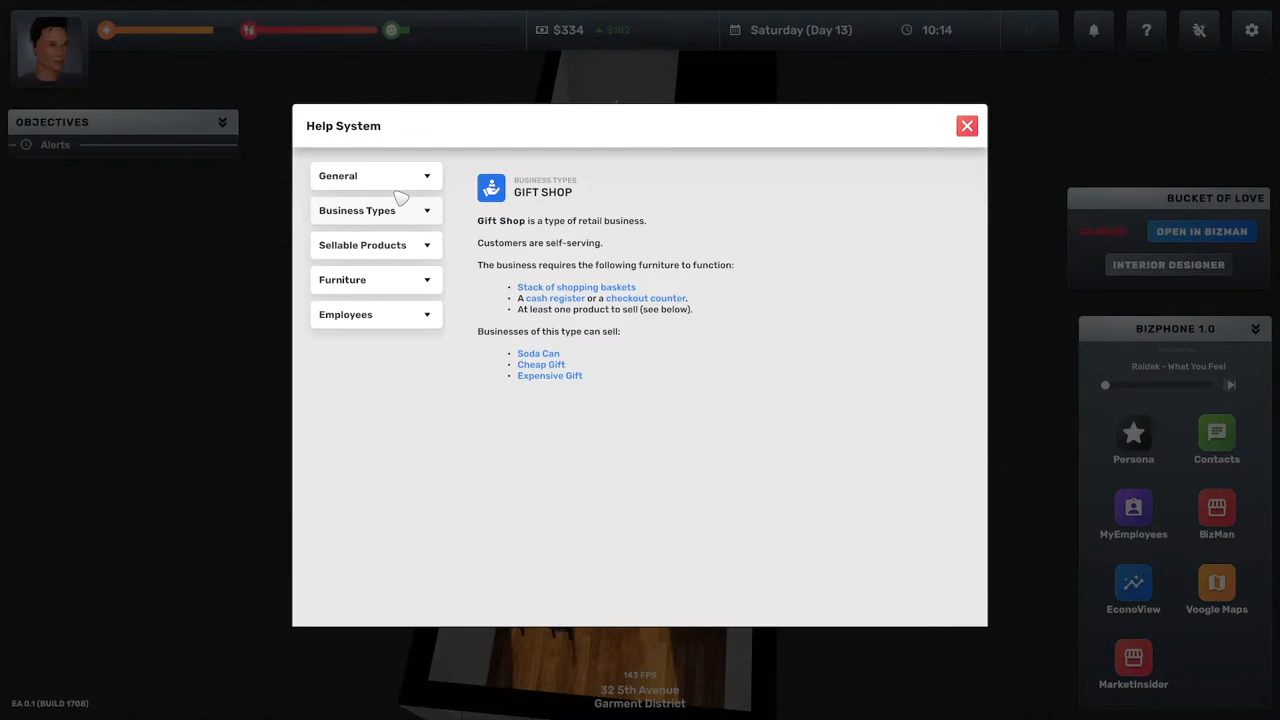 $334 ▲ $182
Saturday (Day 13)
10:14
?
OBJECTIVES
Alerts
Help System
General
Business Types
Sellable Products
Furniture
Employees
BUSINESS TYPES
GIFT SHOP
Gift Shop is a type of retail business.
Customers are self-serving.
The business requires the following furniture to function:
• Stack of shopping baskets
• A cash register or a checkout counter.
• At least one product to sell (see below).
Businesses of this type can sell:
• Soda Can
• Cheap Gift
• Expensive Gift
BUCKET OF LOVE
CLOSED OPEN IN BIZMAN
INTERIOR DESIGNER
BIZPHONE 1.0
Raidek - What You Feel
Persona
Contacts
MyEmployees
BizMan
EconoView
Voogle Maps
MarketInsider
143 FPS
32 5th Avenue
Garment District
EA 0.1 (BUILD 1708)